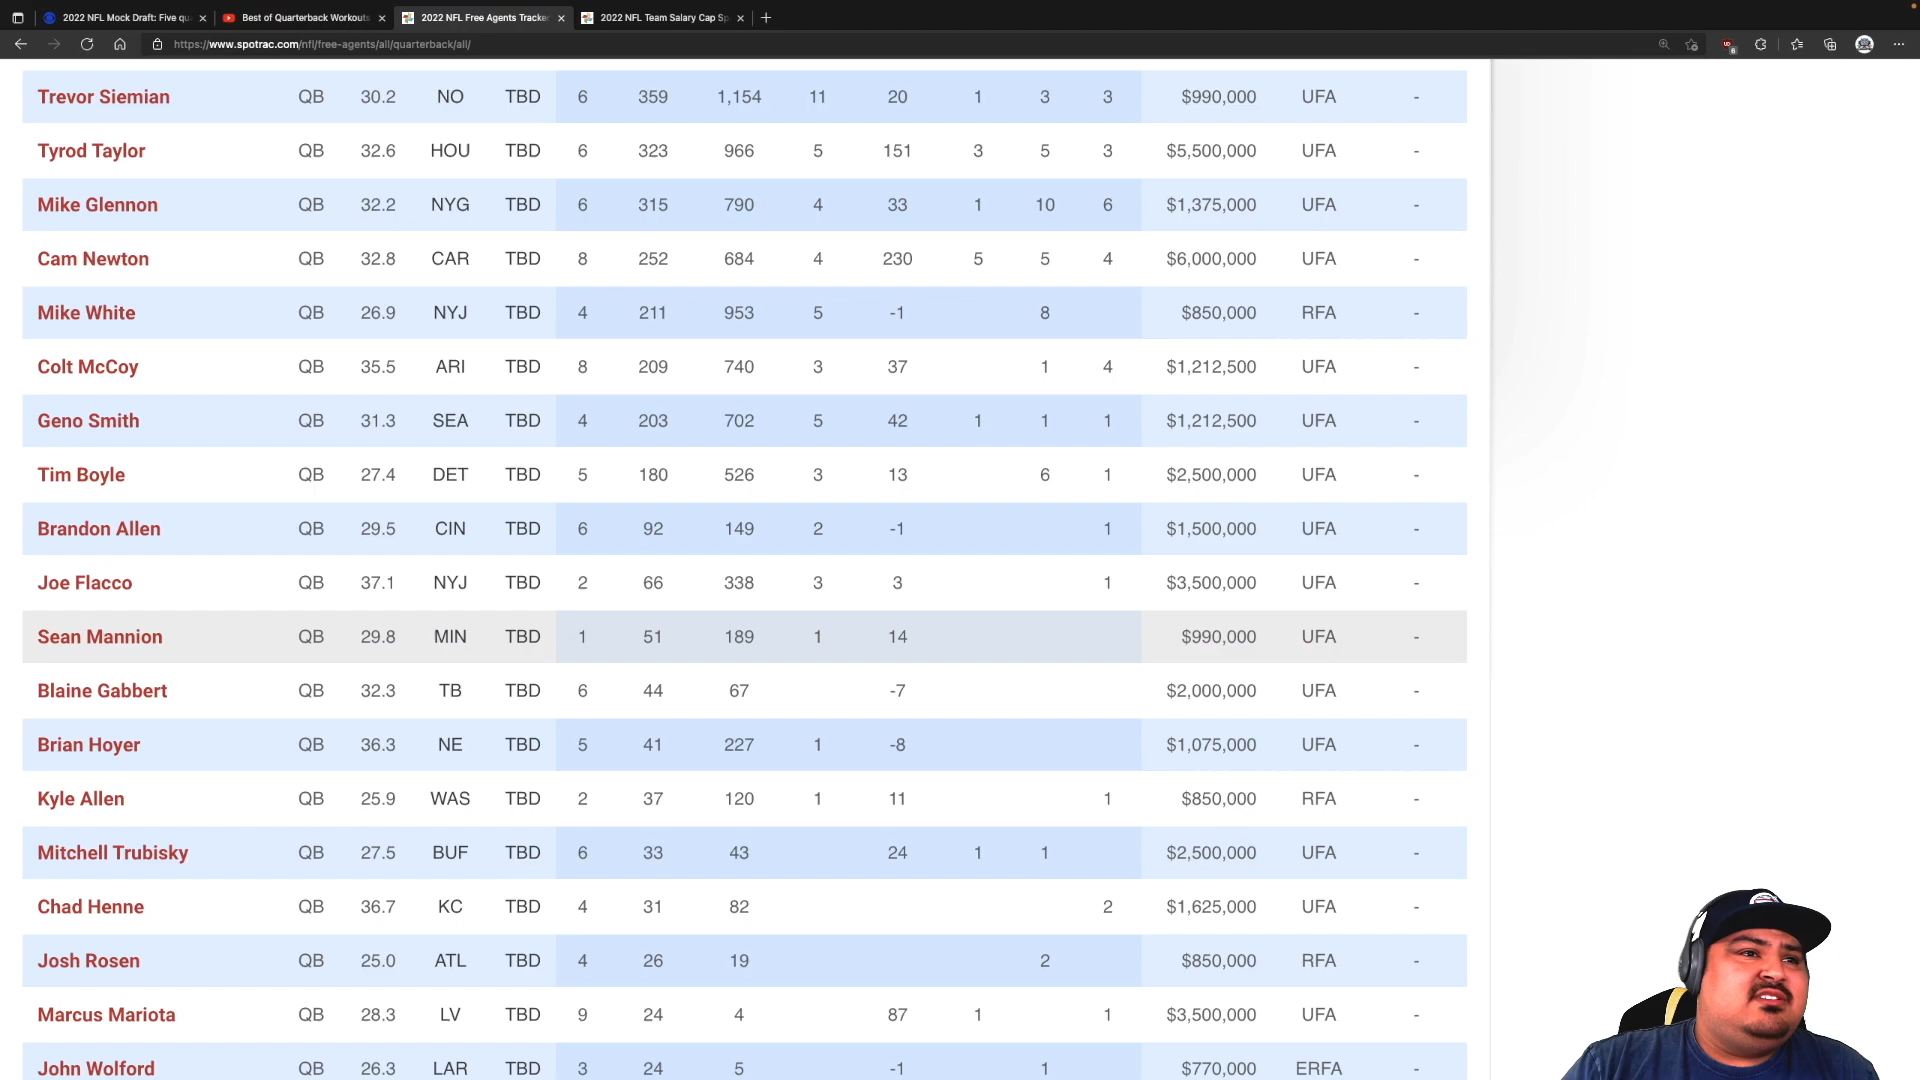 2022 NFL Mock Draft: Five qu
Best of Quarterback Workouts
2022 NFL Free Agents Tracke
2022 NFL Team Salary Cap Sp
https://www.spotrac.com/nfl/free-agents/all/quarterback/all/
6
Trevor Siemian QB 30.2 NO TBD 6 359 1,154 11 20 1 3 3 $990,000 UFA -
Tyrod Taylor QB 32.6 HOU TBD 6 323 966 5 151 3 5 3 $5,500,000 UFA -
Mike Glennon QB 32.2 NYG TBD 6 315 790 4 33 1 10 6 $1,375,000 UFA -
Cam Newton QB 32.8 CAR TBD 8 252 684 4 230 5 5 4 $6,000,000 UFA -
Mike White QB 26.9 NYJ TBD 4 211 953 5 -1 8 $850,000 RFA -
Colt McCoy QB 35.5 ARI TBD 8 209 740 3 37 1 4 $1,212,500 UFA -
Geno Smith QB 31.3 SEA TBD 4 203 702 5 42 1 1 1 $1,212,500 UFA -
Tim Boyle QB 27.4 DET TBD 5 180 526 3 13 6 1 $2,500,000 UFA -
Brandon Allen QB 29.5 CIN TBD 6 92 149 2 -1 1 $1,500,000 UFA -
Joe Flacco QB 37.1 NYJ TBD 2 66 338 3 3 1 $3,500,000 UFA -
Sean Mannion QB 29.8 MIN TBD 1 51 189 1 14 $990,000 UFA -
Blaine Gabbert QB 32.3 TB TBD 6 44 67 -7 $2,000,000 UFA -
Brian Hoyer QB 36.3 NE TBD 5 41 227 1 -8 $1,075,000 UFA -
Kyle Allen QB 25.9 WAS TBD 2 37 120 1 11 1 $850,000 RFA -
Mitchell Trubisky QB 27.5 BUF TBD 6 33 43 24 1 1 $2,500,000 UFA -
Chad Henne QB 36.7 KC TBD 4 31 82 2 $1,625,000 UFA -
Josh Rosen QB 25.0 ATL TBD 4 26 19 2 $850,000 RFA -
Marcus Mariota QB 28.3 LV TBD 9 24 4 87 1 1 $3,500,000 UFA -
John Wolford QB 26.3 LAR TBD 3 24 5 -1 1 $770,000 ERFA -